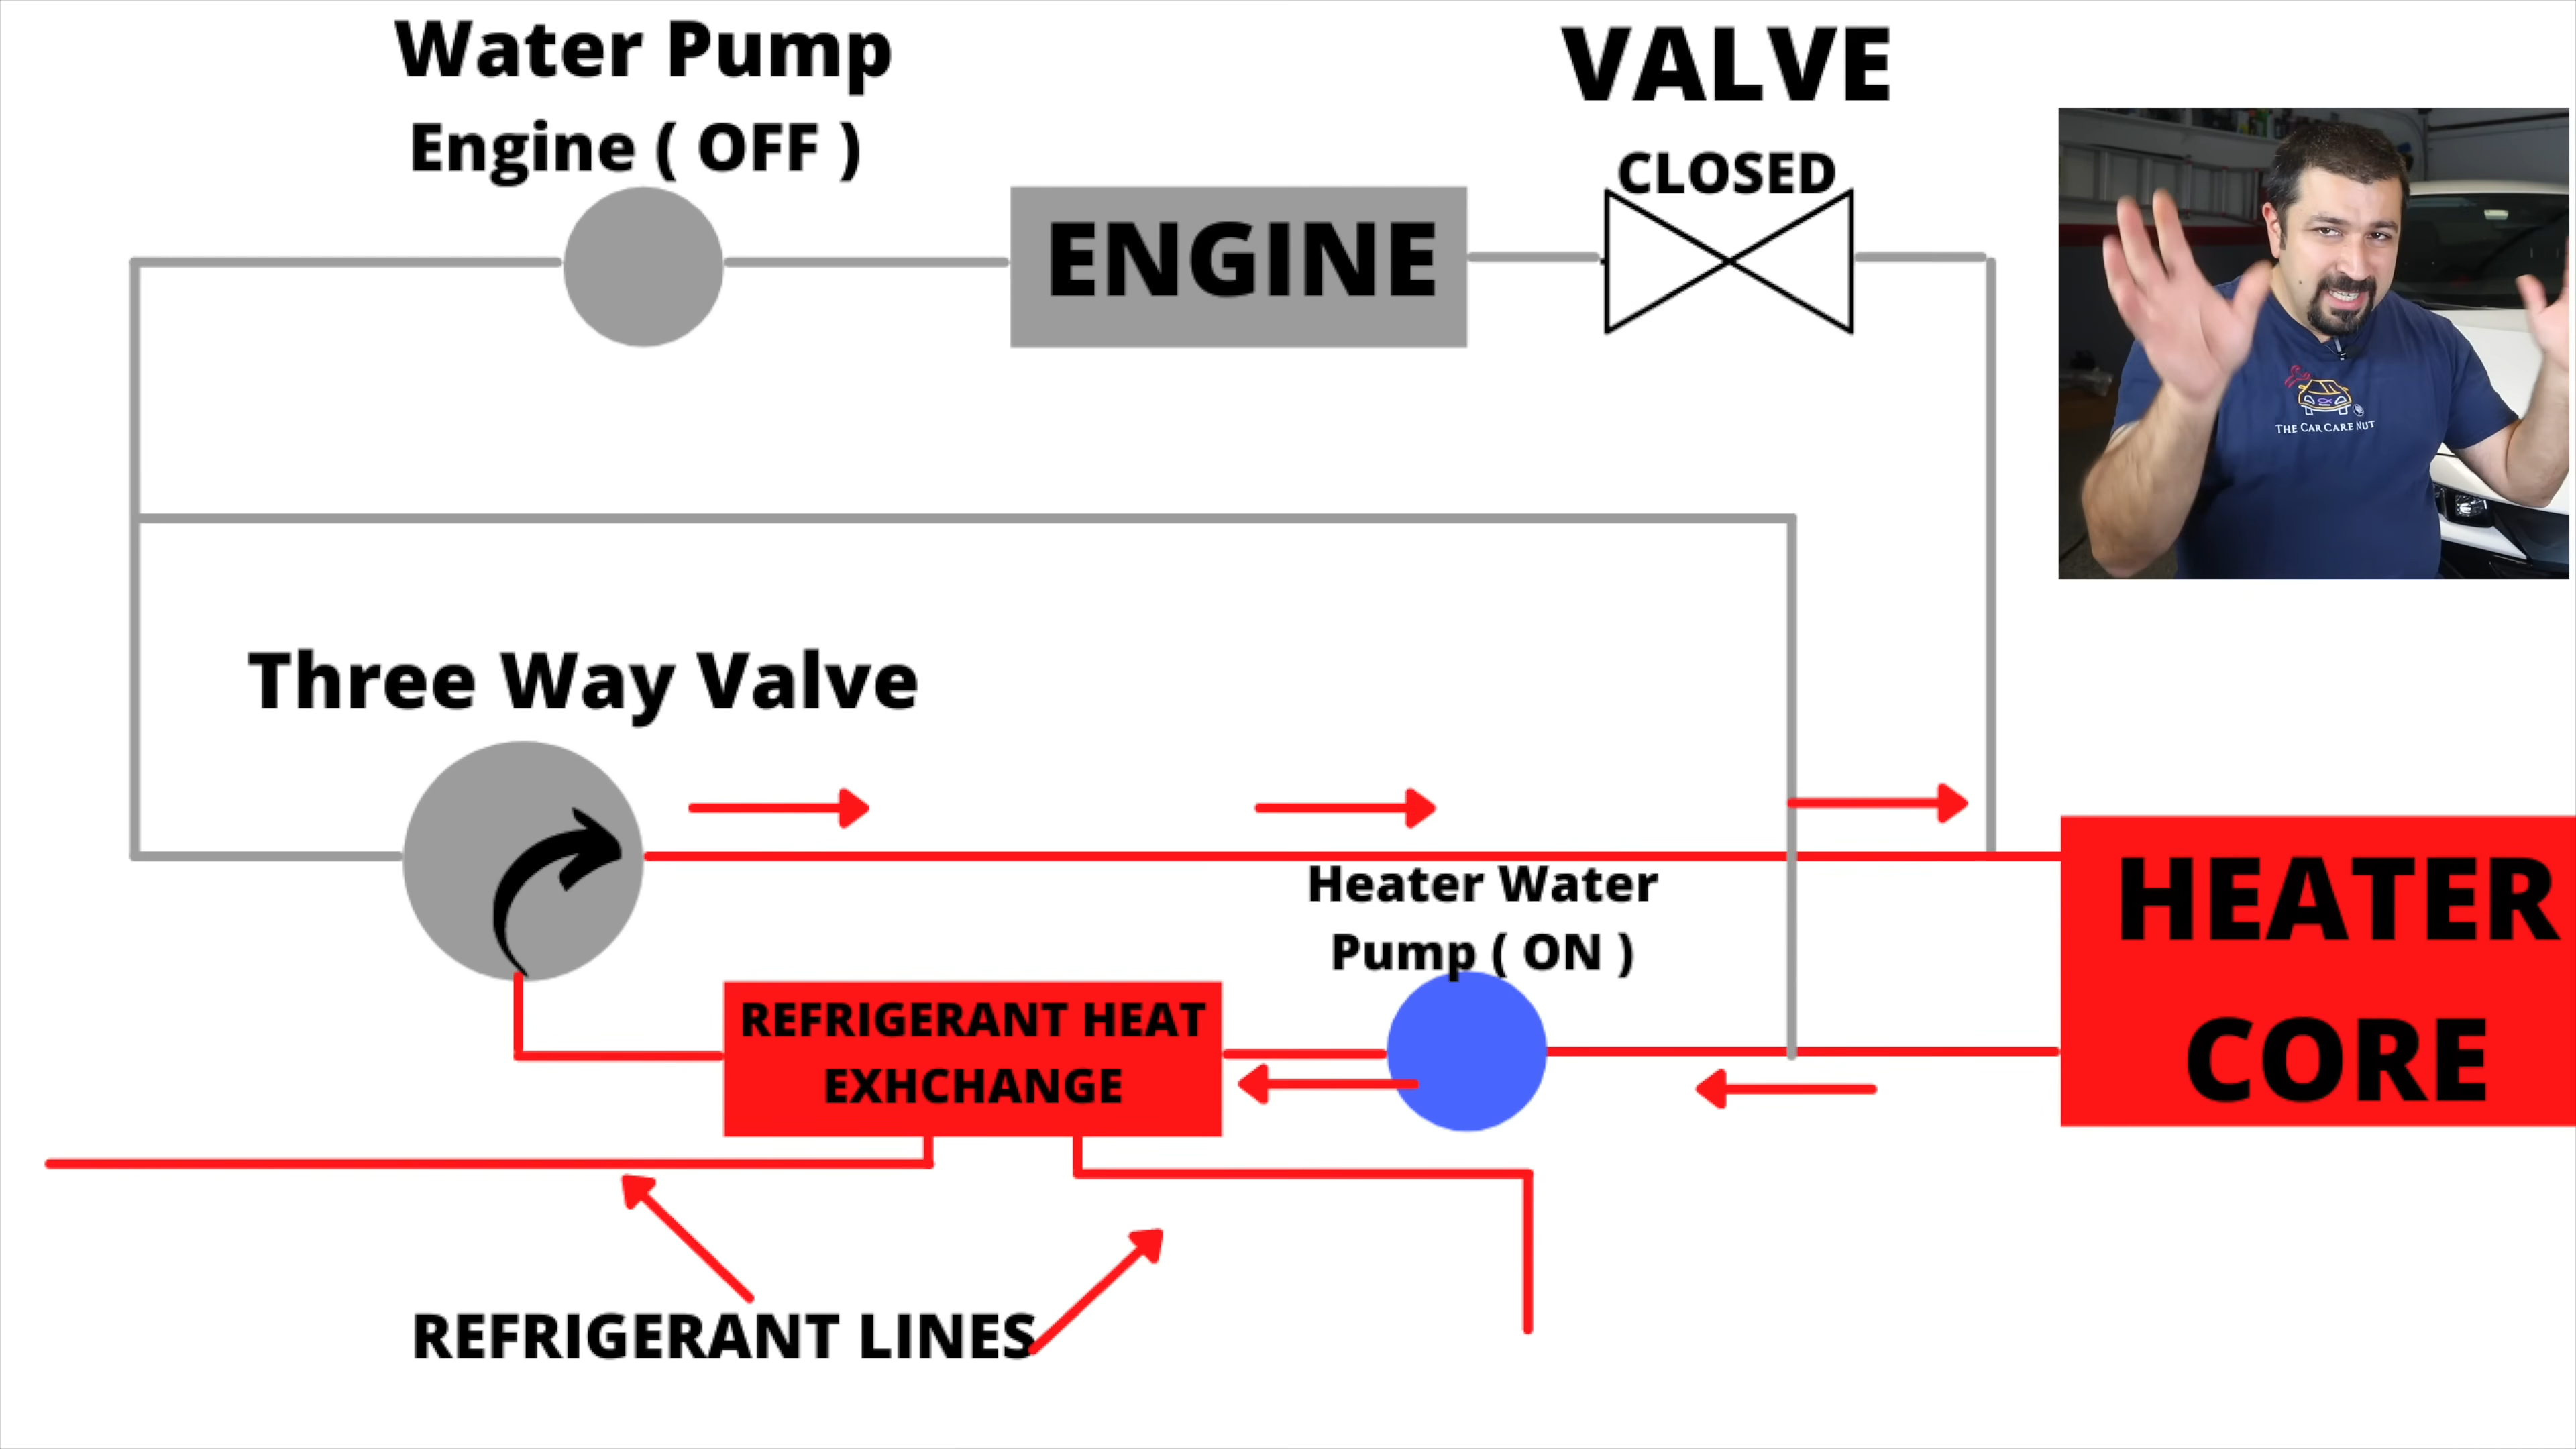 Water Pump
Engine ( OFF )
VALVE
CLOSED
ENGINE
THE CAR CARE NUT
Three Way Valve
Heater Water
Pump ( ON )
HEATER
CORE
REFRIGERANT HEAT
EXHCHANGE
REFRIGERANT LINES